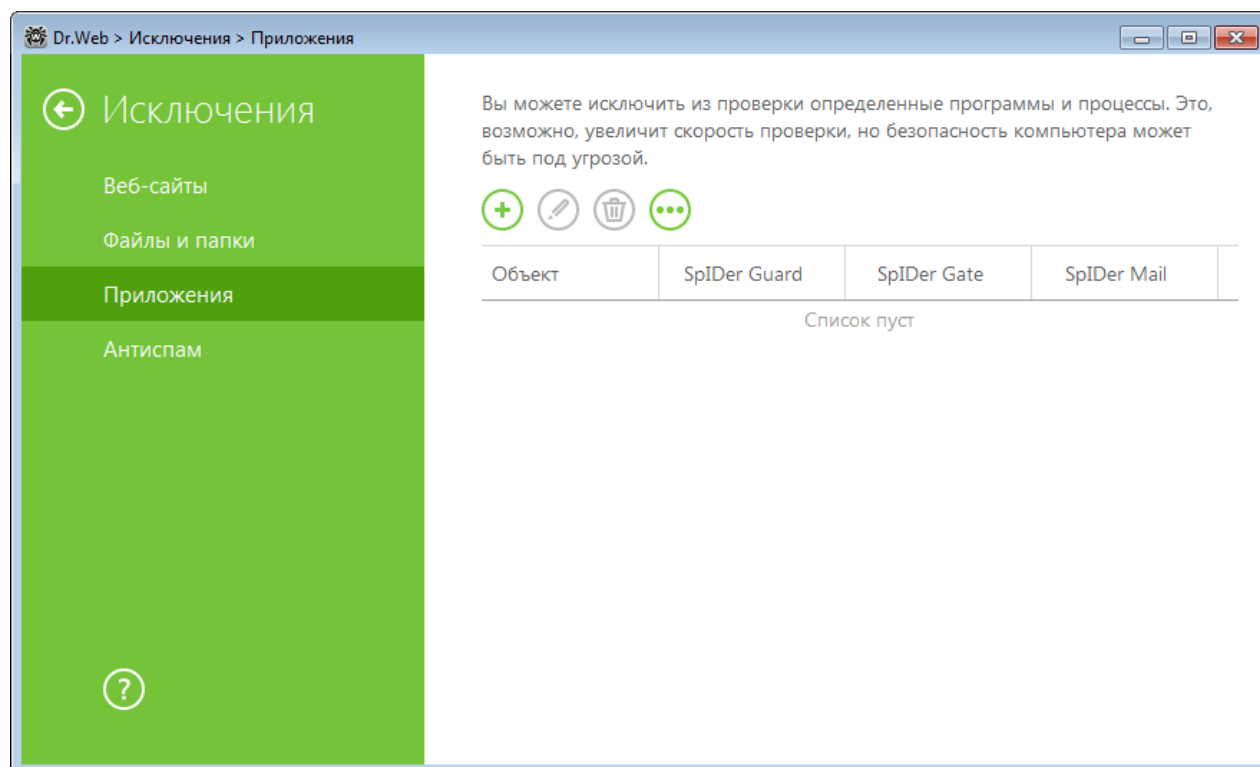 Dr.Web > Исключения > Приложения
Исключения
Веб-сайты
Файлы и папки
Приложения
Антиспам
?
Вы можете исключить из проверки определенные программы и процессы. Это,
возможно, увеличит скорость проверки, но безопасность компьютера может
быть под угрозой.
Объект SpIDer Guard SpIDer Gate SpIDer Mail
Список пуст